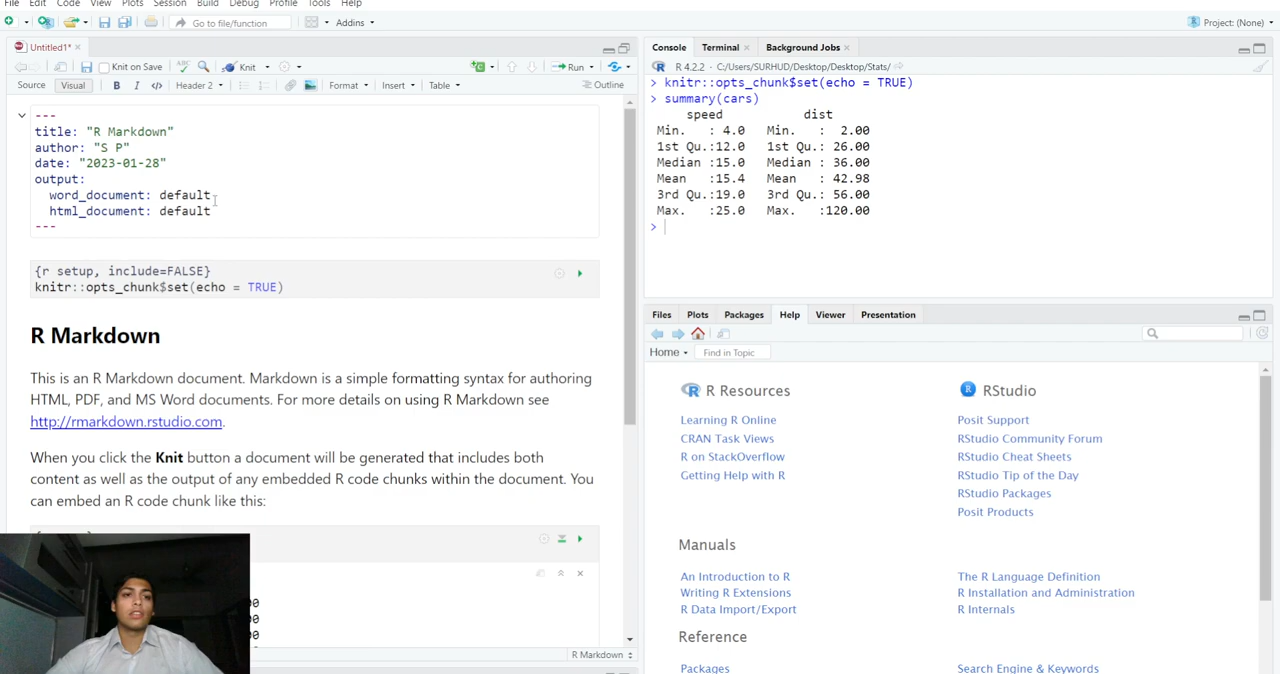 File Edit Code View Plots Session Build Debug Profile Tools Help
Go to file/function Addins Project: (None)
Untitled1*
Knit on Save Knit Run
Source Visual B I </> Header 2 Format Insert Table Outline
---
title: "R Markdown"
author: "S P"
date: "2023-01-28"
output:
word_document: default
html_document: default
---
{r setup, include=FALSE}
knitr::opts_chunk$set(echo = TRUE)
R Markdown
This is an R Markdown document. Markdown is a simple formatting syntax for authoring
HTML, PDF, and MS Word documents. For more details on using R Markdown see
http://rmarkdown.rstudio.com.
When you click the Knit button a document will be generated that includes both
content as well as the output of any embedded R code chunks within the document. You
can embed an R code chunk like this:
R Markdown
Console Terminal Background Jobs
R 4.2.2 · C:/Users/SURHUD/Desktop/Desktop/Stats/
> knitr::opts_chunk$set(echo = TRUE)
> summary(cars)
speed dist
Min. : 4.0 Min. : 2.00
1st Qu.:12.0 1st Qu.: 26.00
Median :15.0 Median : 36.00
Mean :15.4 Mean : 42.98
3rd Qu.:19.0 3rd Qu.: 56.00
Max. :25.0 Max. :120.00
>
Files Plots Packages Help Viewer Presentation
Home Find in Topic
R Resources
Learning R Online
CRAN Task Views
R on StackOverflow
Getting Help with R
RStudio
Posit Support
RStudio Community Forum
RStudio Cheat Sheets
RStudio Tip of the Day
RStudio Packages
Posit Products
Manuals
An Introduction to R
Writing R Extensions
R Data Import/Export
The R Language Definition
R Installation and Administration
R Internals
Reference
Packages
Search Engine & Keywords